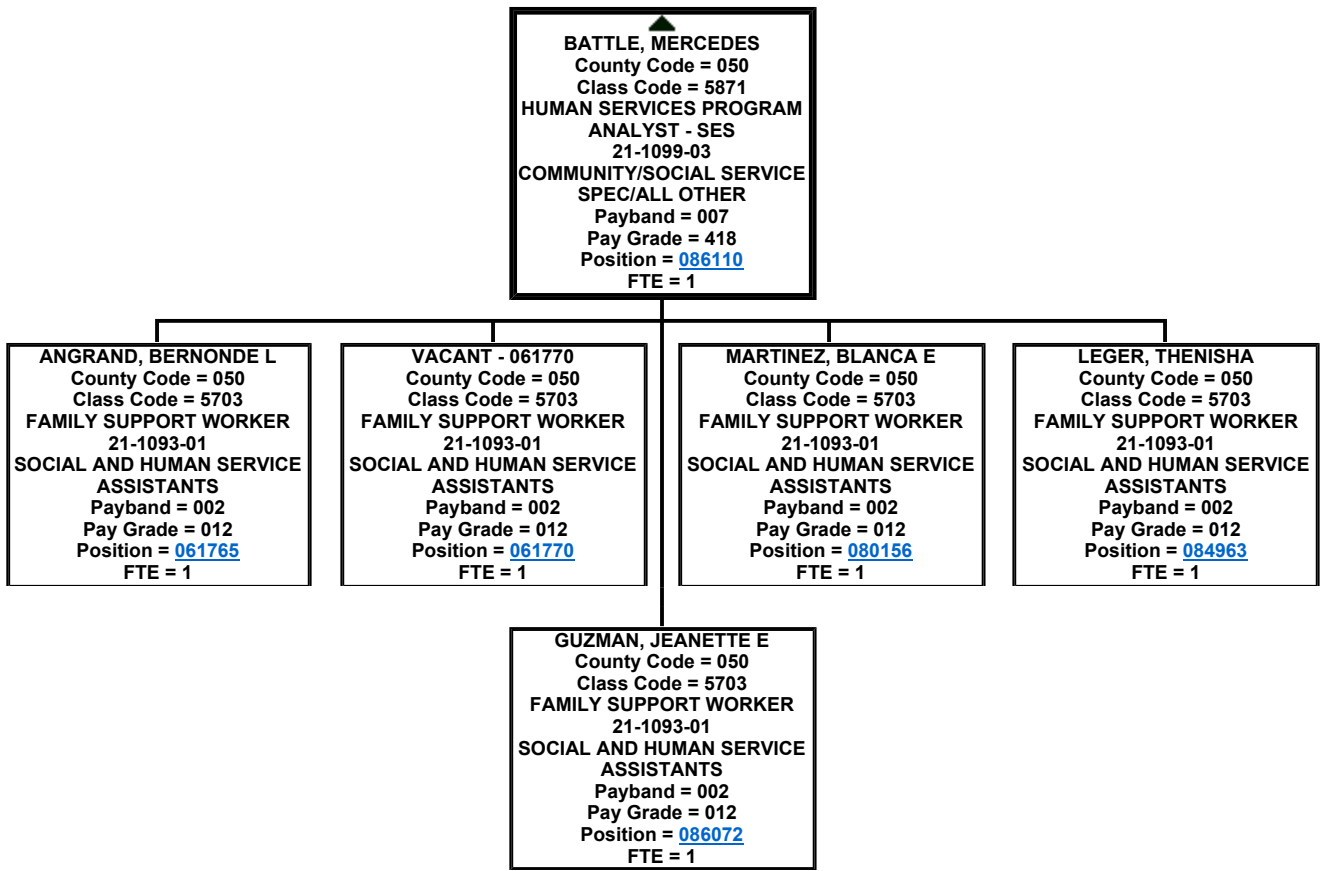 BATTLE, MERCEDES
County Code = 050
Class Code = 5871
HUMAN SERVICES PROGRAM
ANALYST - SES
21-1099-03
COMMUNITY/SOCIAL SERVICE
SPEC/ALL OTHER
Payband = 007
Pay Grade = 418
Position = 086110
FTE = 1
ANGRAND, BERNONDE L
County Code = 050
Class Code = 5703
FAMILY SUPPORT WORKER
21-1093-01
SOCIAL AND HUMAN SERVICE
ASSISTANTS
Payband = 002
Pay Grade = 012
Position = 061765
FTE = 1
VACANT - 061770
County Code = 050
Class Code = 5703
FAMILY SUPPORT WORKER
21-1093-01
SOCIAL AND HUMAN SERVICE
ASSISTANTS
Payband = 002
Pay Grade = 012
Position = 061770
FTE = 1
MARTINEZ, BLANCA E
County Code = 050
Class Code = 5703
FAMILY SUPPORT WORKER
21-1093-01
SOCIAL AND HUMAN SERVICE
ASSISTANTS
Payband = 002
Pay Grade = 012
Position = 080156
FTE = 1
LEGER, THENISHA
County Code = 050
Class Code = 5703
FAMILY SUPPORT WORKER
21-1093-01
SOCIAL AND HUMAN SERVICE
ASSISTANTS
Payband = 002
Pay Grade = 012
Position = 084963
FTE = 1
GUZMAN, JEANETTE E
County Code = 050
Class Code = 5703
FAMILY SUPPORT WORKER
21-1093-01
SOCIAL AND HUMAN SERVICE
ASSISTANTS
Payband = 002
Pay Grade = 012
Position = 086072
FTE = 1